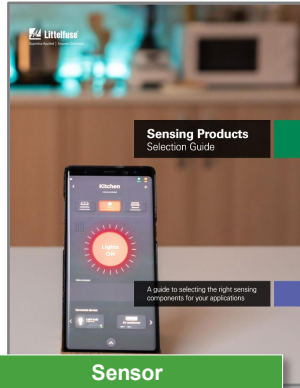 Littelfuse
Expertise Applied | Answers Delivered
Sensing Products
Selection Guide
Kitchen
Lights
ON
A guide to selecting the right sensing
components for your applications
Sensor